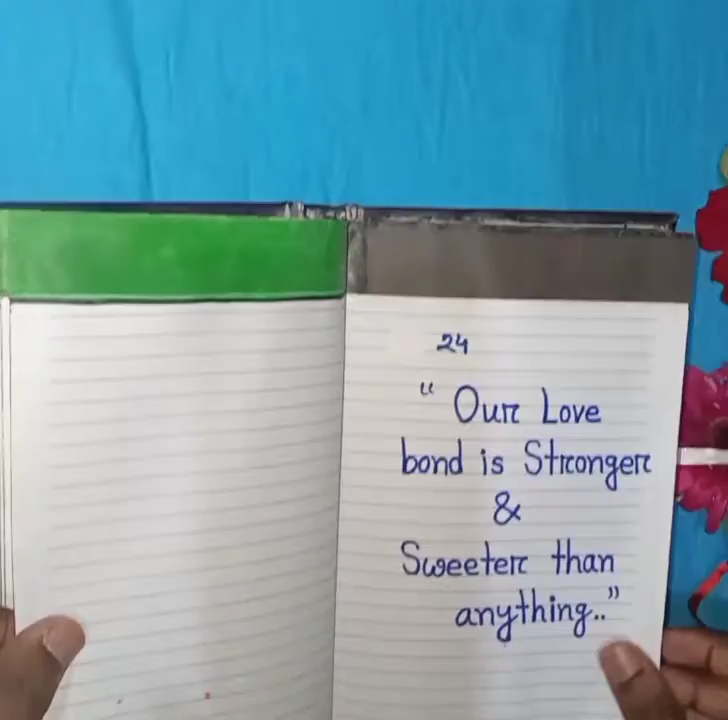 24
“ Our Love
bond is Stronger
&
Sweeter than
anything..”